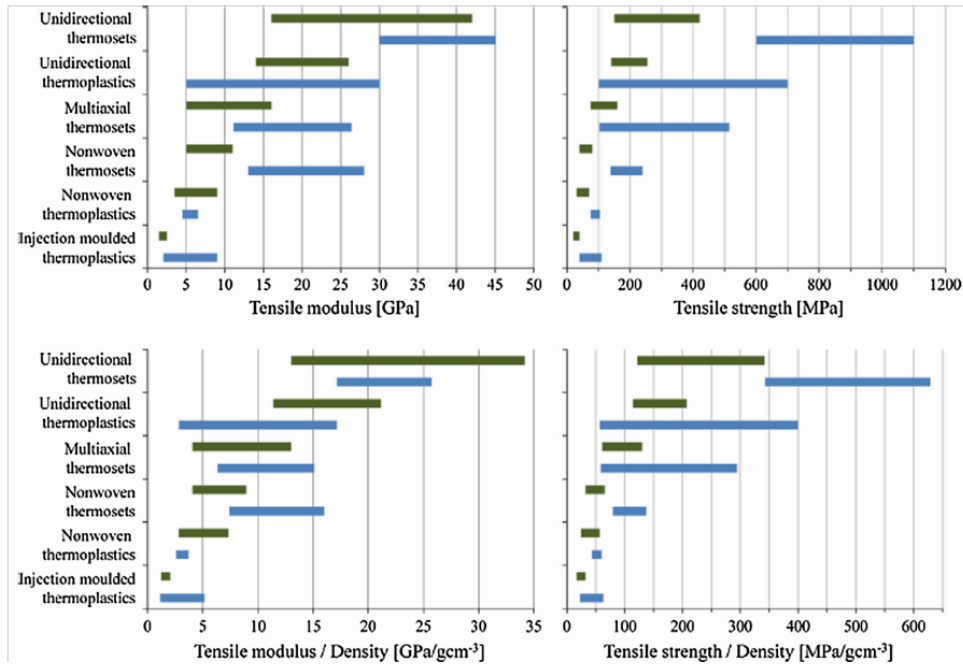 Unidirectional
thermosets
Unidirectional
thermoplastics
Multiaxial
thermosets
Nonwoven
thermosets
Nonwoven
thermoplastics
Injection moulded
thermoplastics
0 5 10 15 20 25 30 35 40 45 50
Tensile modulus [GPa]
200 400 600 800 1000 1200
Tensile strength [MPa]
Unidirectional
thermosets
Unidirectional
thermoplastics
Multiaxial
thermosets
Nonwoven
thermosets
Nonwoven
thermoplastics
Injection moulded
thermoplastics
0 5 10 15 20 25 30 35
Tensile modulus / Density [GPa/gcm⁻³]
0 100 200 300 400 500 600
Tensile strength / Density [MPa/gcm⁻³]